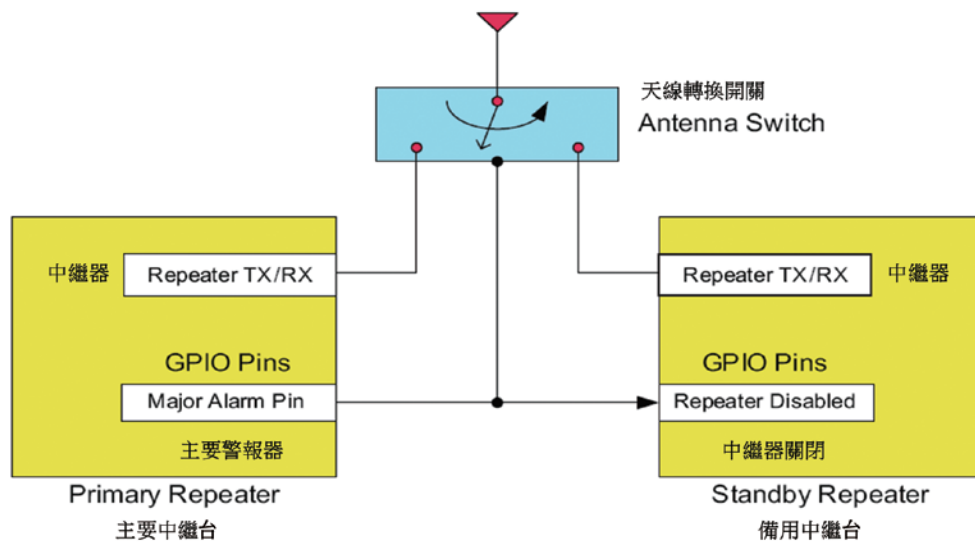 天線轉換開關
Antenna Switch
中繼器
Repeater TX/RX
Repeater TX/RX
中繼器
GPIO Pins
Major Alarm Pin
主要警報器
GPIO Pins
Repeater Disabled
中繼器關閉
Primary Repeater
主要中繼台
Standby Repeater
備用中繼台